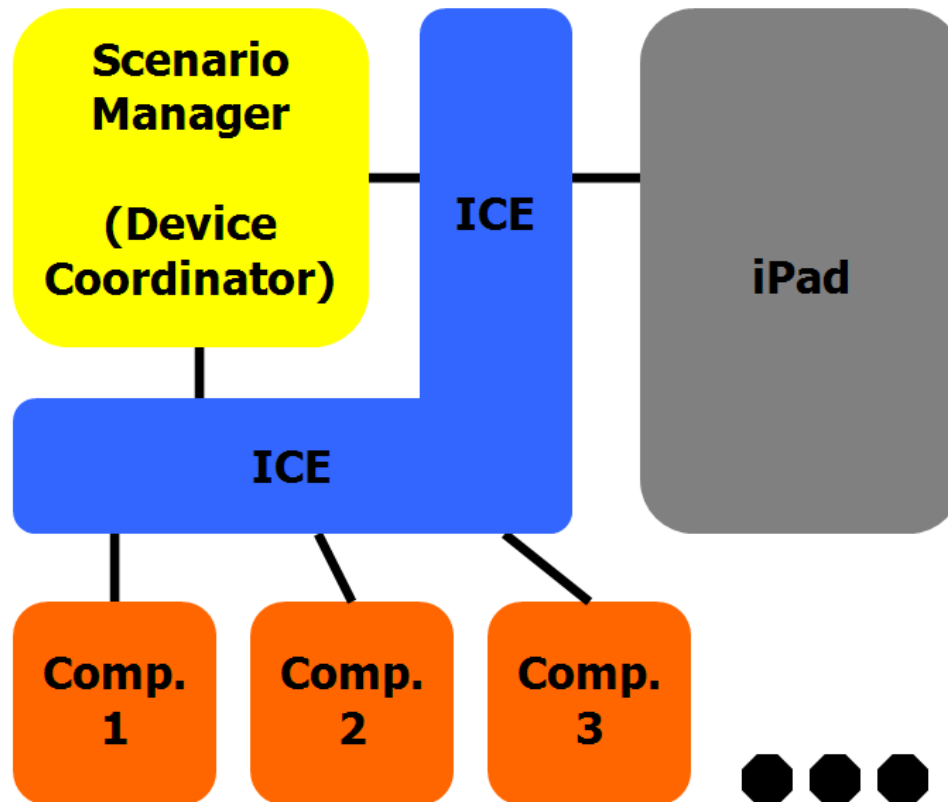 Scenario
Manager
(Device
Coordinator)
ICE
iPad
ICE
Comp.
1
Comp.
2
Comp.
3